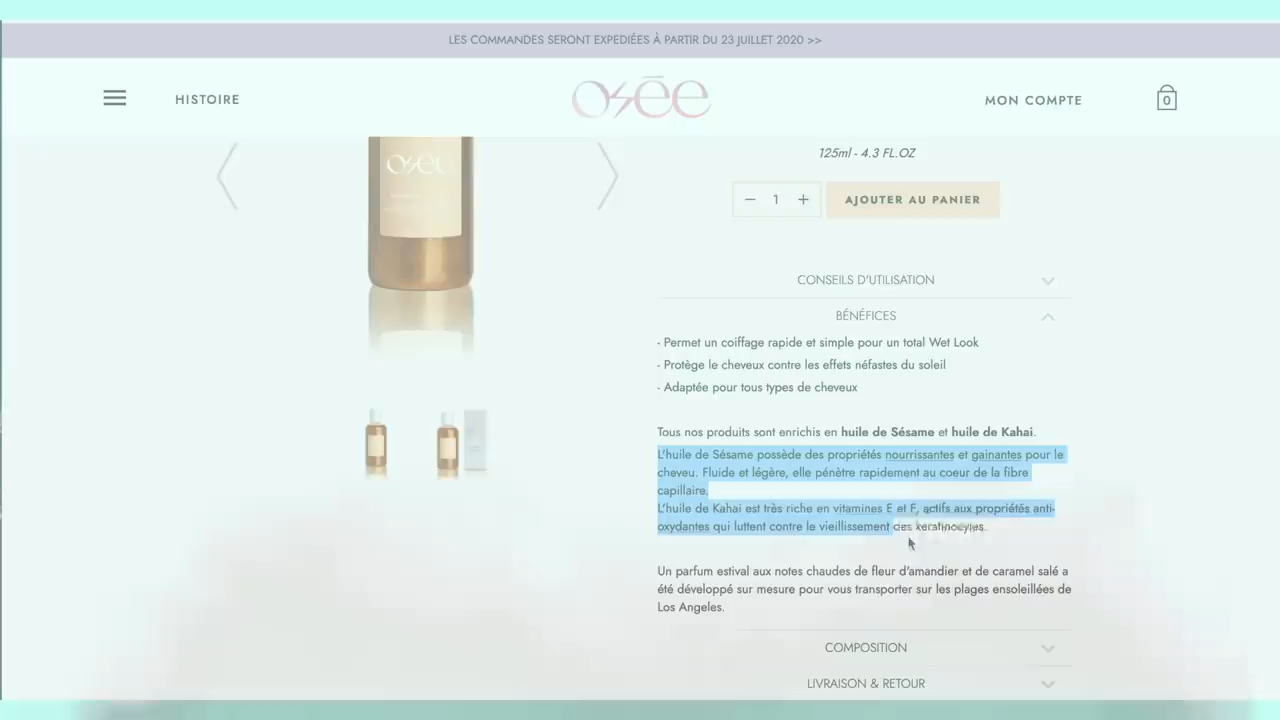 LES COMMANDES SERONT EXPEDIÉES À PARTIR DU 23 JUILLET 2020 >>
HISTOIRE
osēe
MON COMPTE
0
osēe
125ml - 4.3 FL.OZ
1
AJOUTER AU PANIER
CONSEILS D'UTILISATION
BÉNÉFICES
- Permet un coiffage rapide et simple pour un total Wet Look
- Protège le cheveux contre les effets néfastes du soleil
- Adaptée pour tous types de cheveux
Tous nos produits sont enrichis en huile de Sésame et huile de Kahai.
L'huile de Sésame possède des propriétés nourrissantes et gainantes pour le
cheveu. Fluide et légère, elle pénètre rapidement au coeur de la fibre
capillaire.
L'huile de Kahai est très riche en vitamines E et F, actifs aux propriétés anti-
oxydantes qui luttent contre le vieillissement des keratinocytes.
Un parfum estival aux notes chaudes de fleur d'amandier et de caramel salé a
été développé sur mesure pour vous transporter sur les plages ensoleillées de
Los Angeles.
COMPOSITION
LIVRAISON & RETOUR